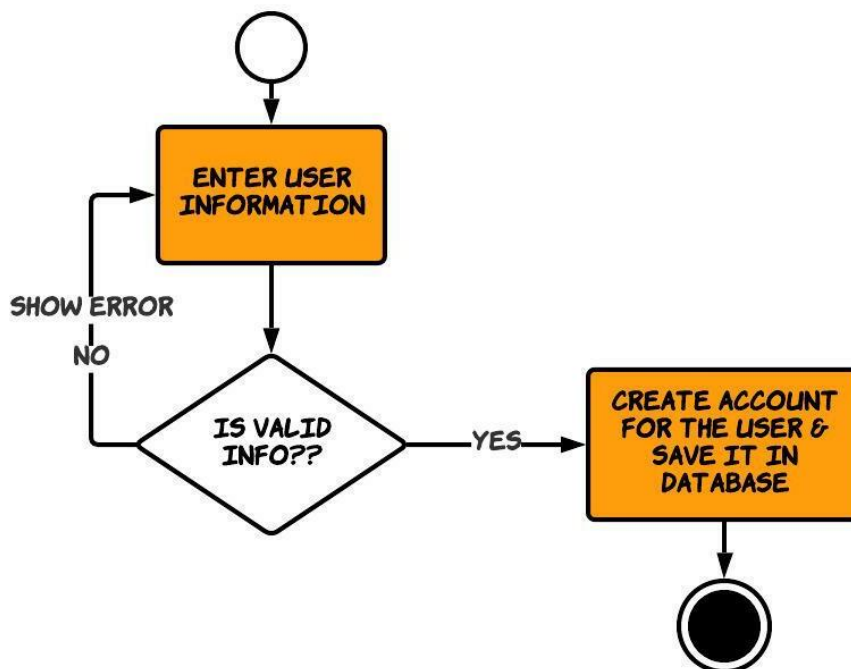 ENTER USER
INFORMATION
SHOW ERROR
NO
IS VALID
INFO??
YES
CREATE ACCOUNT
FOR THE USER &
SAVE IT IN
DATABASE